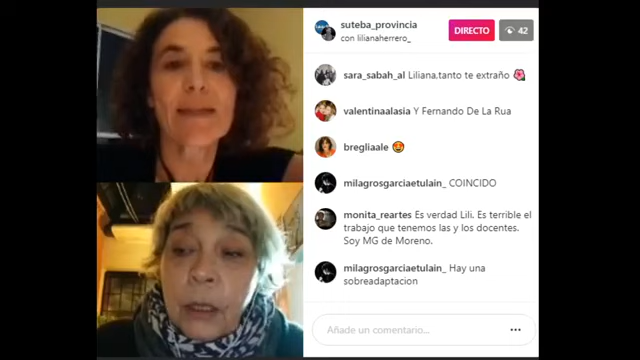 suteba_provincia
con lilianaherrero_
DIRECTO
42
sara_sabah_al Liliana,tanto te extraño
valentinaalasia Y Fernando De La Rua
bregliaale
milagrosgarciaetulain_ COINCIDO
monita_reartes Es verdad Lili. Es terrible el
trabajo que tenemos las y los docentes.
Soy MG de Moreno.
milagrosgarciaetulain_ Hay una
sobreadaptacion
Añade un comentario...